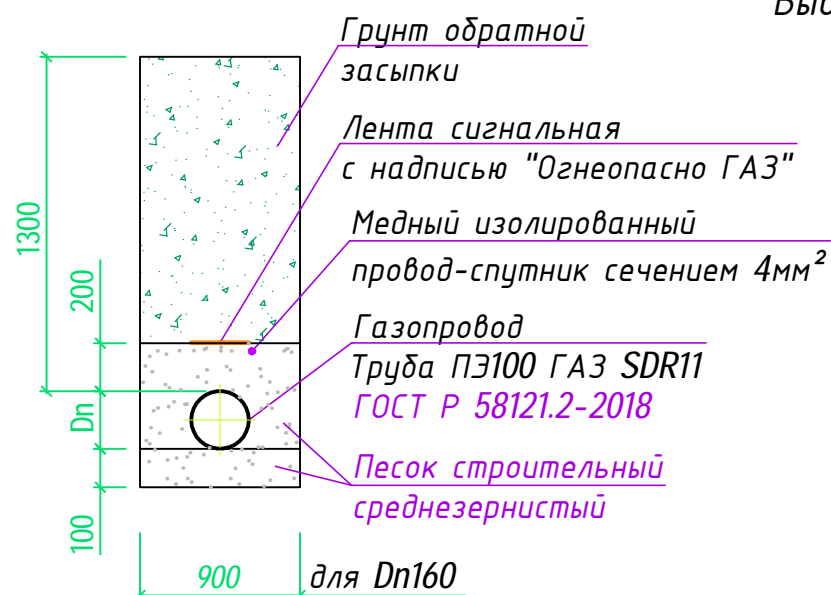 Грунт обратной
засыпки
Лента сигнальная
с надписью "Огнеопасно ГАЗ"
Медный изолированный
провод-спутник сечением 4мм²
Газопровод
Труба ПЭ100 ГАЗ SDR11
ГОСТ Р 58121.2-2018
Песок строительный
среднезернистый
1300
200
Dn
100
900 для Dn160